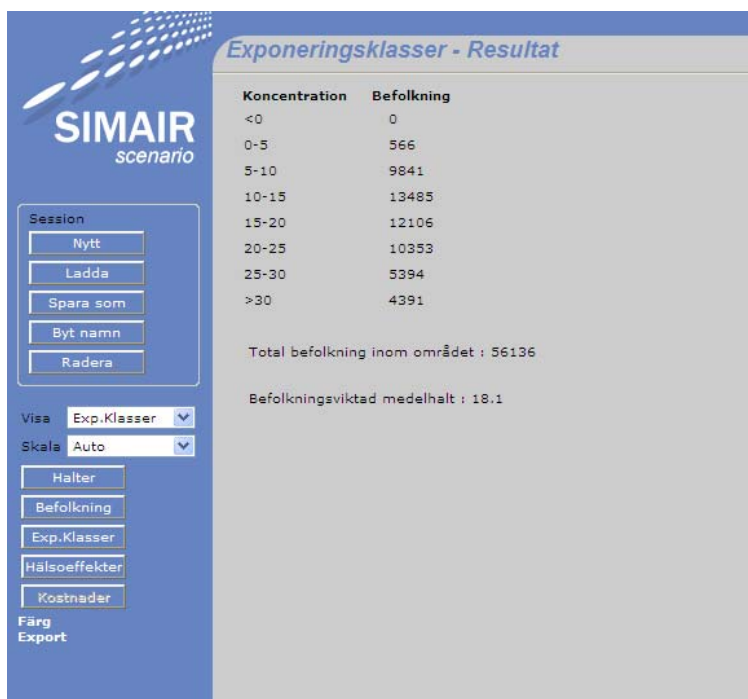 SIMAIR
scenario
Session
Nytt
Ladda
Spara som
Byt namn
Radera
Visa Exp.Klasser
Skala Auto
Halter
Befolkning
Exp.Klasser
Hälsoeffekter
Kostnader
Färg
Export
Exponeringsklasser - Resultat
Koncentration Befolkning
<0 0
0-5 566
5-10 9841
10-15 13485
15-20 12106
20-25 10353
25-30 5394
>30 4391
Total befolkning inom området : 56136
Befolkningsviktad medelhalt : 18.1